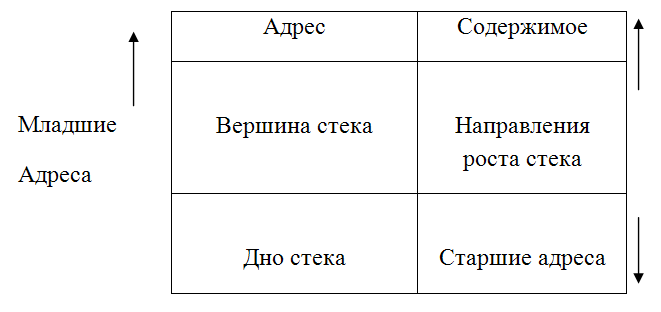 Адрес
Содержимое
Младшие
Адреса
Вершина стека
Направления
роста стека
Дно стека
Старшие адреса